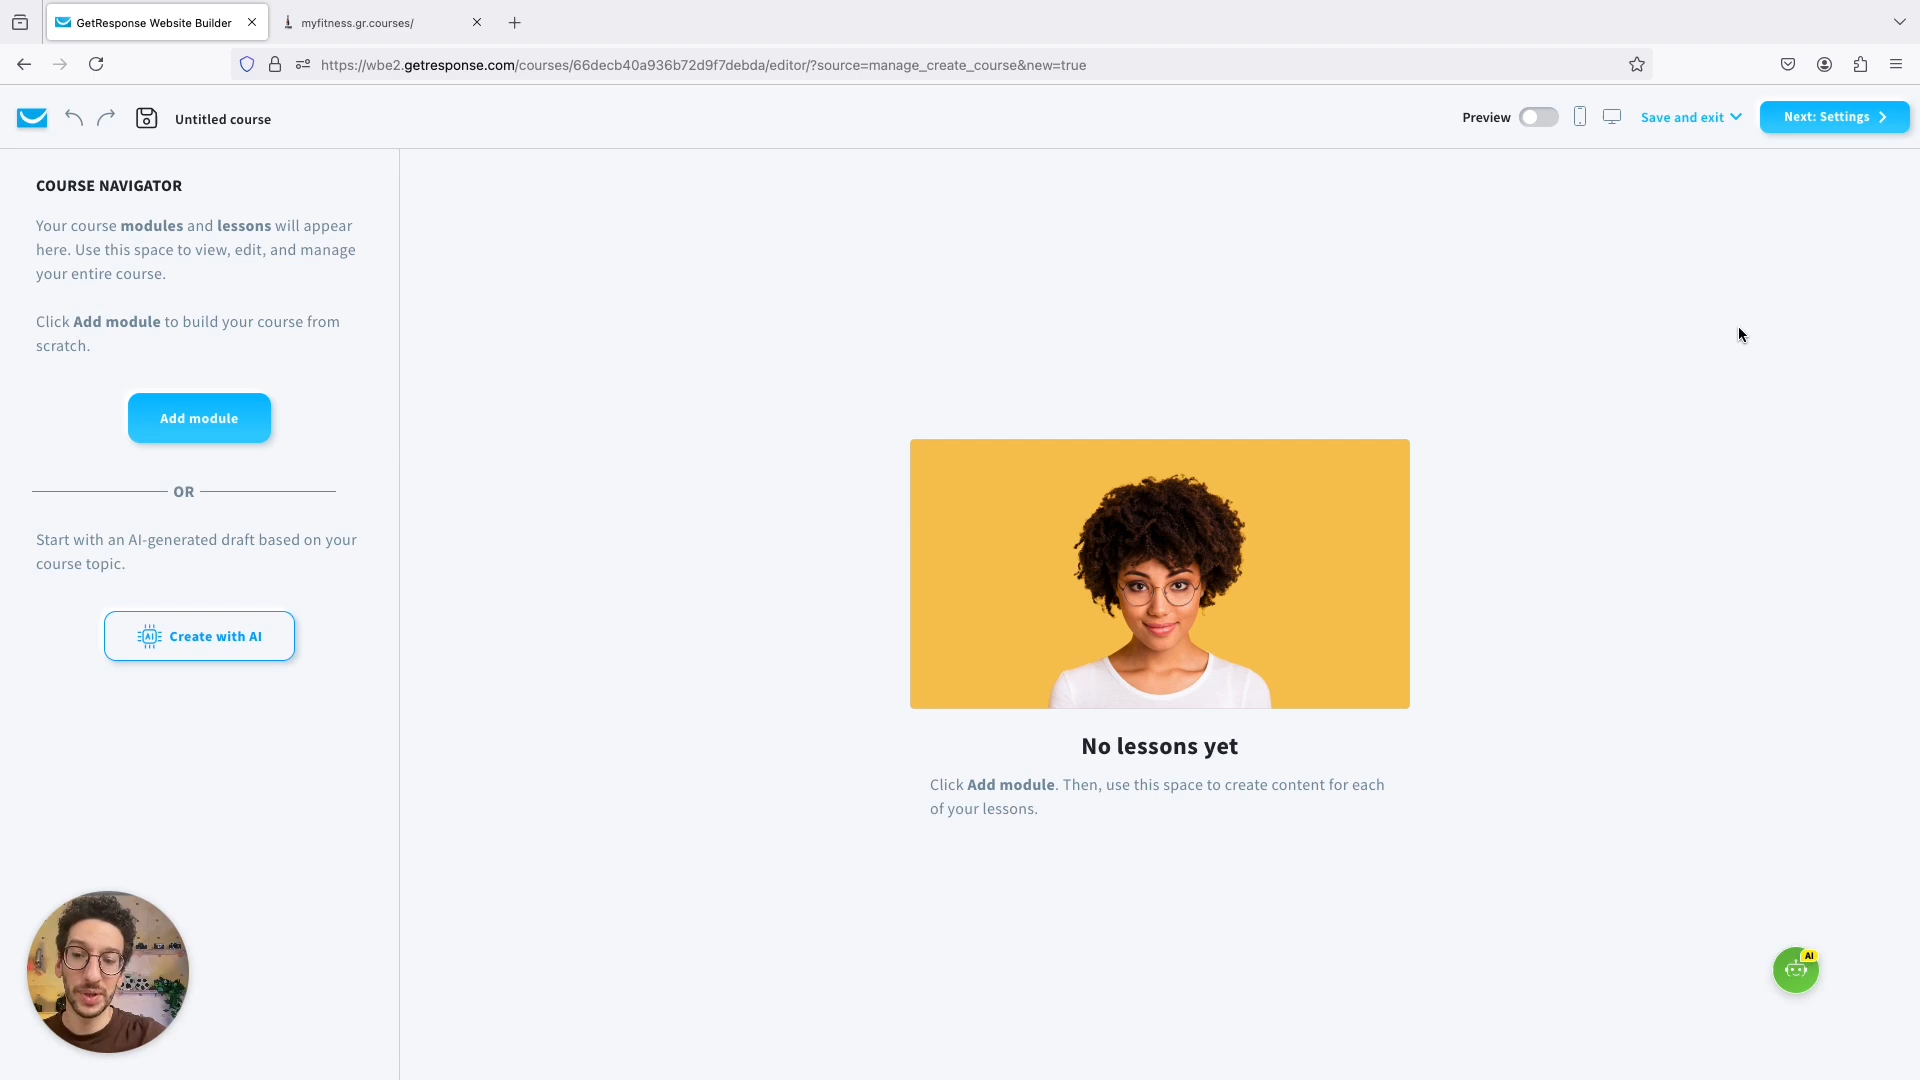 GetResponse Website Builder
myfitness.gr.courses/
https://wbe2.getresponse.com/courses/66decb40a936b72d9f7debda/editor/?source=manage_create_course&new=true
Untitled course
Preview
Save and exit
Next: Settings
COURSE NAVIGATOR
Your course modules and lessons will appear
here. Use this space to view, edit, and manage
your entire course.
Click Add module to build your course from
scratch.
Add module
OR
Start with an AI-generated draft based on your
course topic.
AI Create with AI
No lessons yet
Click Add module. Then, use this space to create content for each
of your lessons.
AI